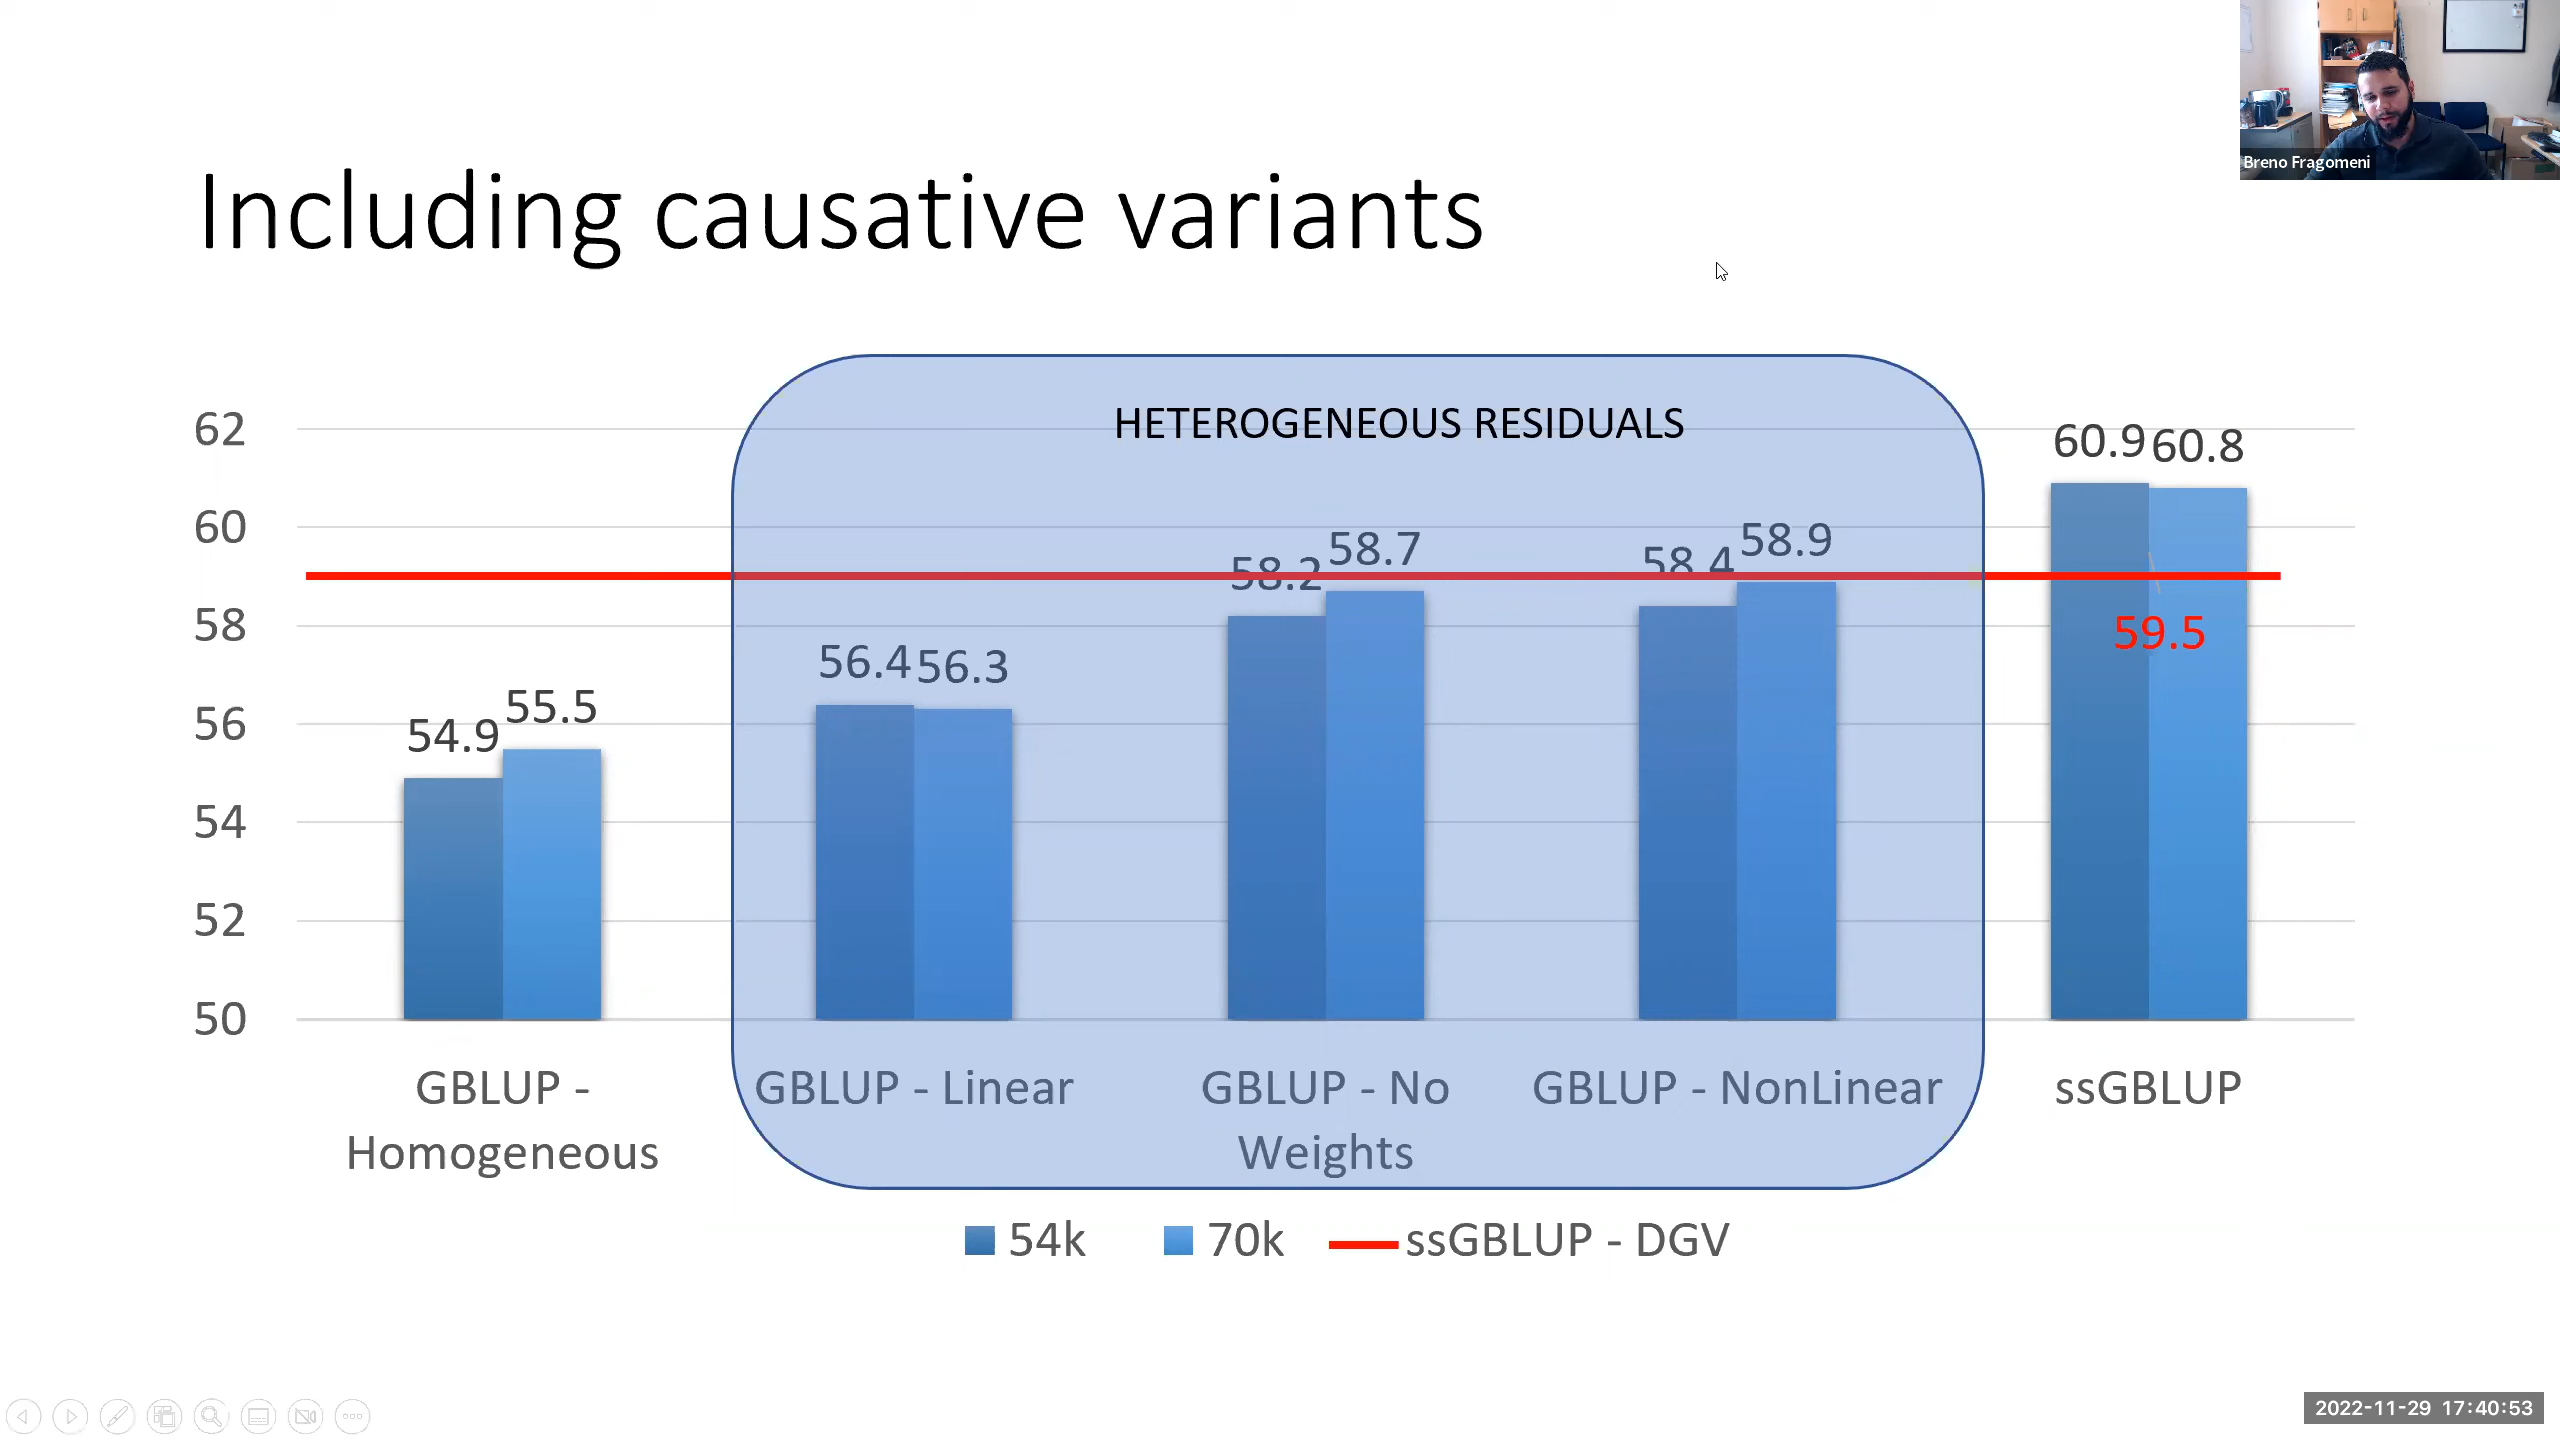 Breno Fragomeni
Including causative variants
HETEROGENEOUS RESIDUALS
62
60
58
56
54
52
50
54.9
55.5
56.4
56.3
58.2
58.7
58.4
58.9
60.9
60.8
59.5
GBLUP -
Homogeneous
GBLUP - Linear
GBLUP - No
Weights
GBLUP - NonLinear
ssGBLUP
54k
70k
ssGBLUP - DGV
2022-11-29 17:40:53